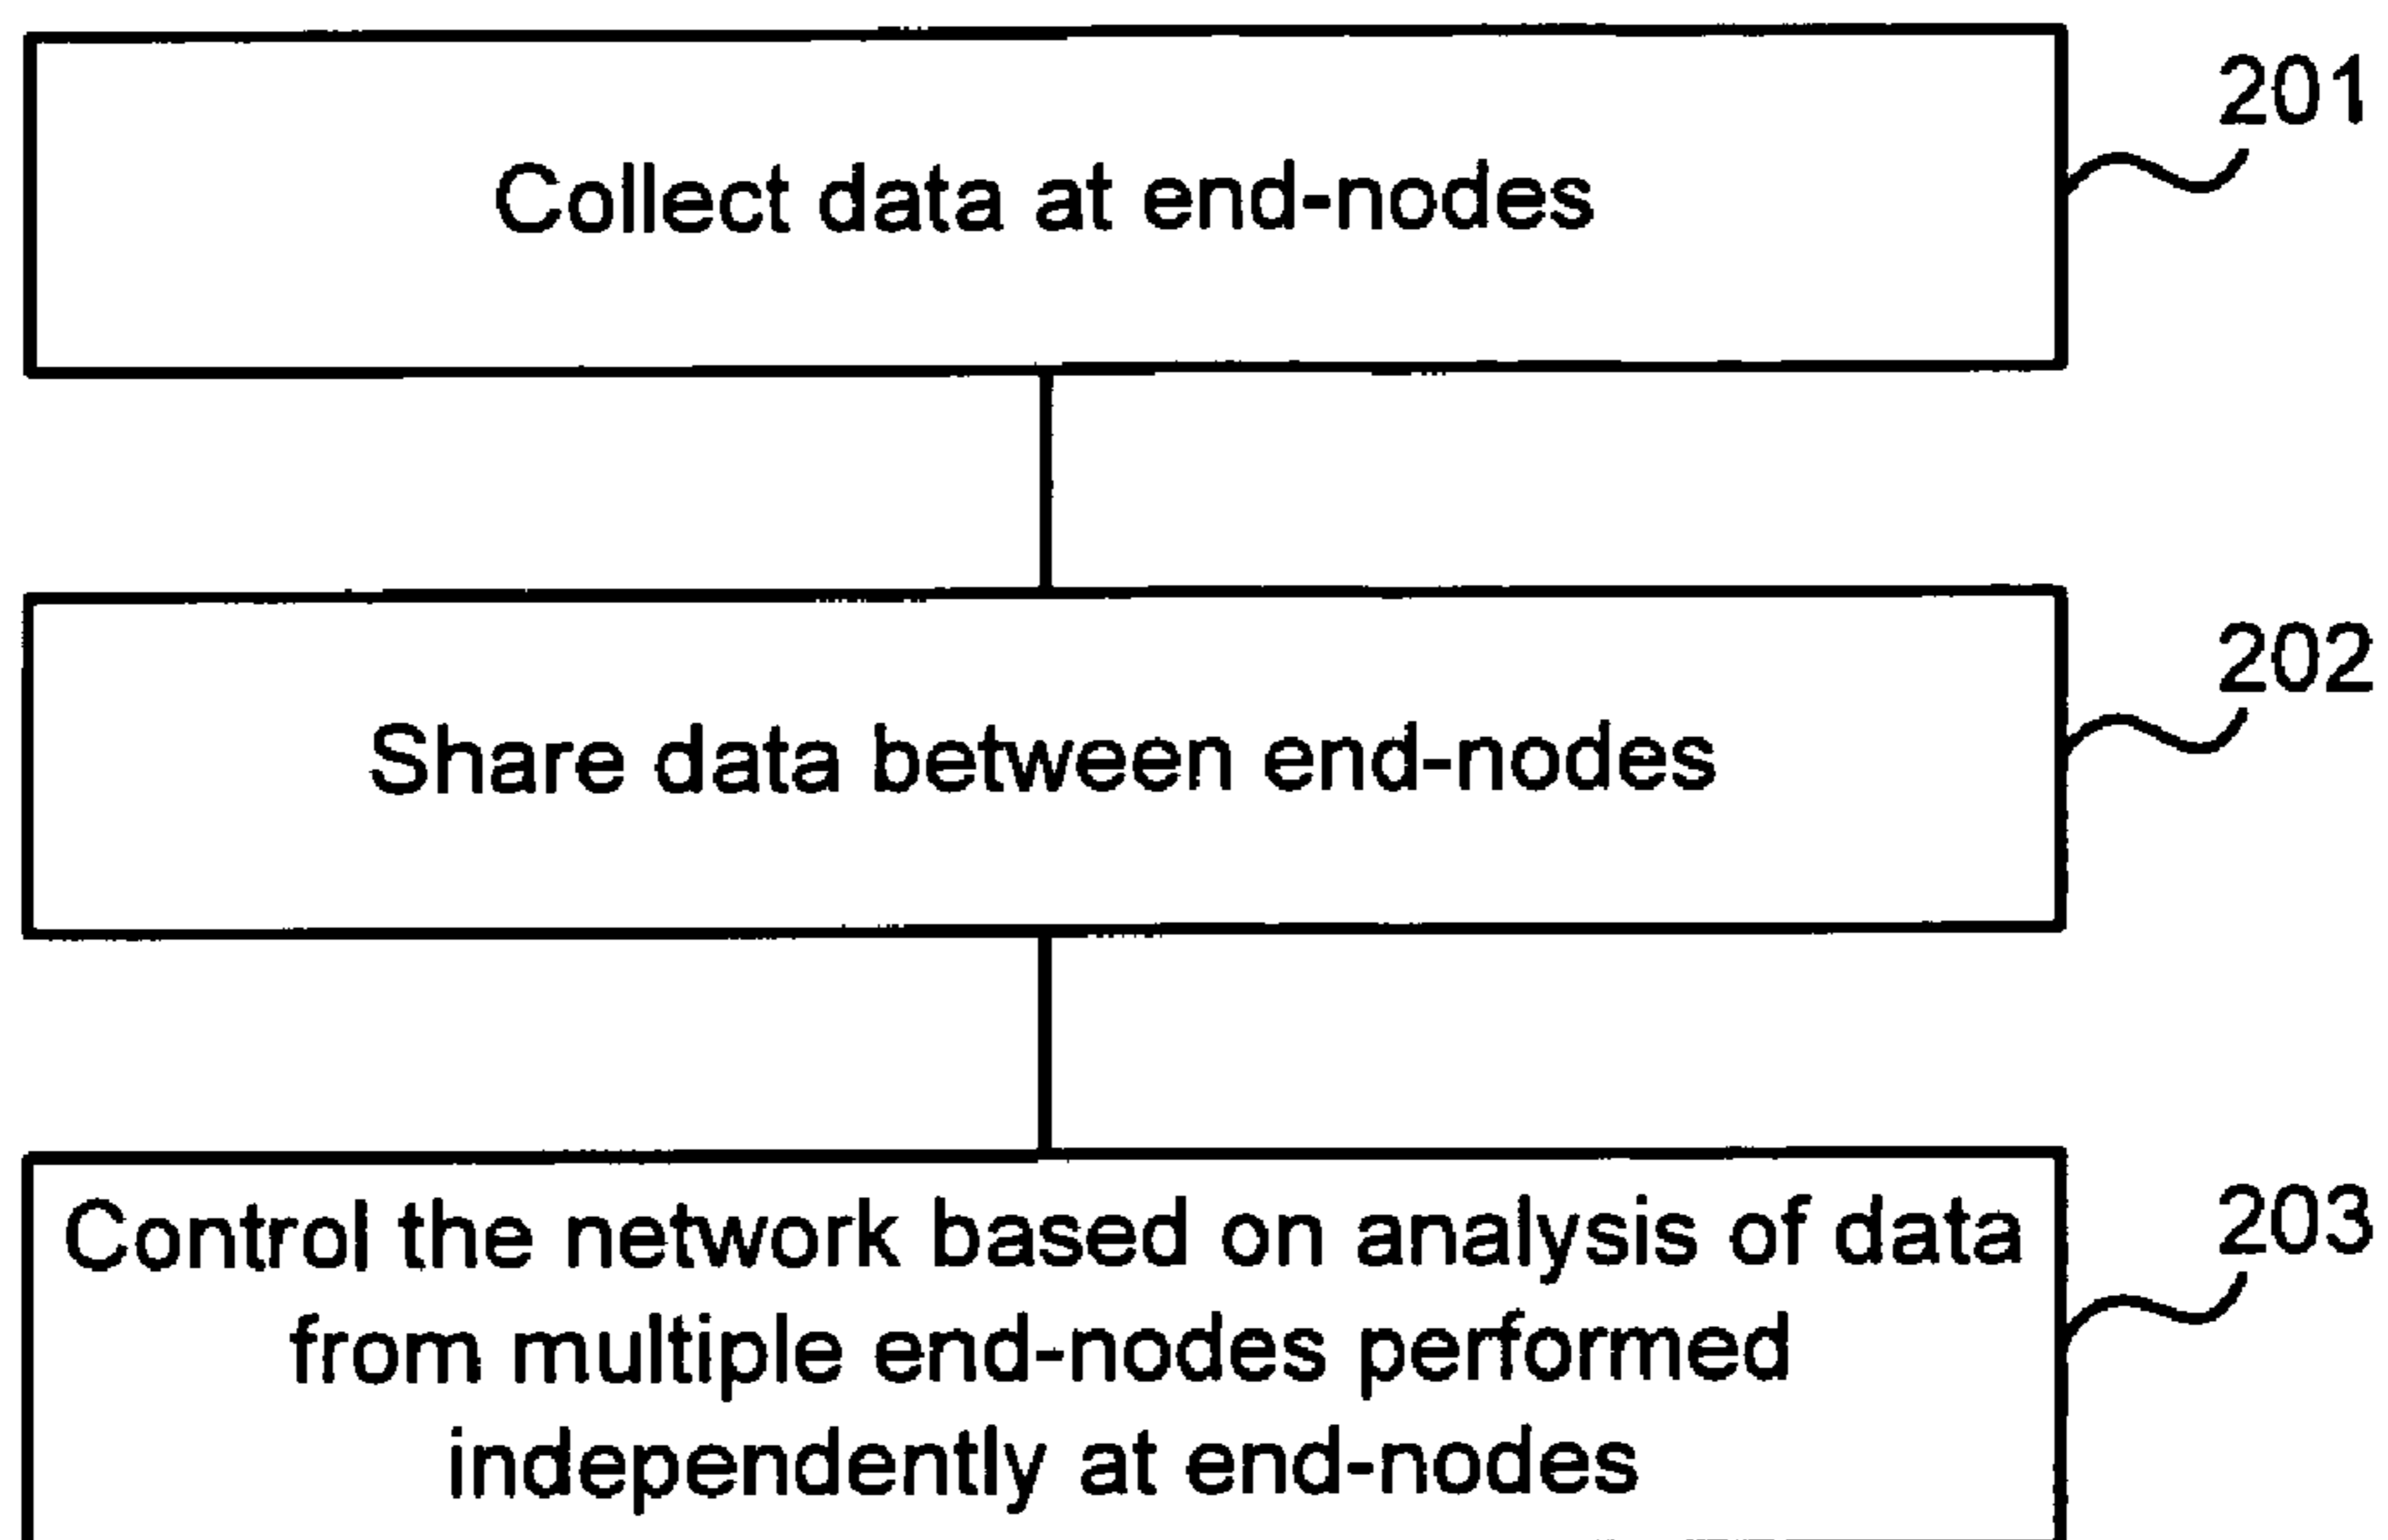 201
Collect data at end-nodes
202
Share data between end-nodes
203
Control the network based on analysis of data
from multiple end-nodes performed
independently at end-nodes